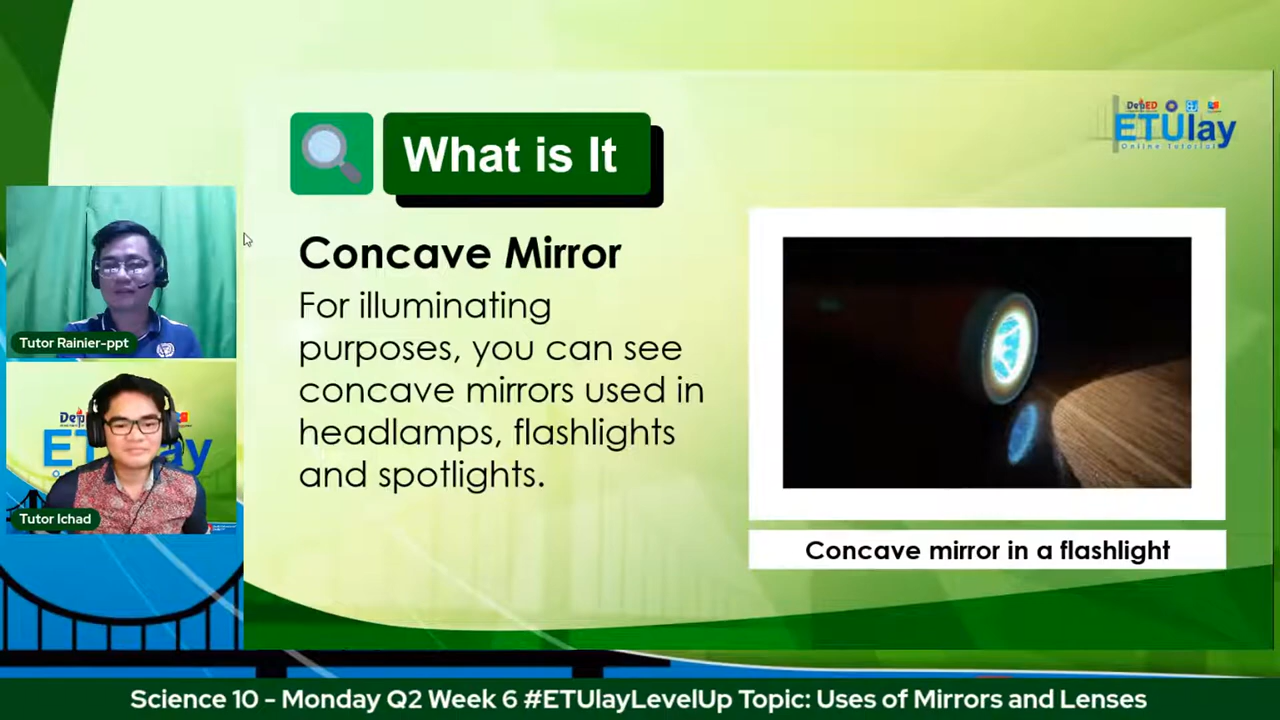 What is It
DepED
ETUlay
Online Tutorial
Concave Mirror
For illuminating
purposes, you can see
concave mirrors used in
headlamps, flashlights
and spotlights.
Concave mirror in a flashlight
Tutor Rainier-ppt
Tutor Ichad
Science 10 - Monday Q2 Week 6 #ETUlayLevelUp Topic: Uses of Mirrors and Lenses